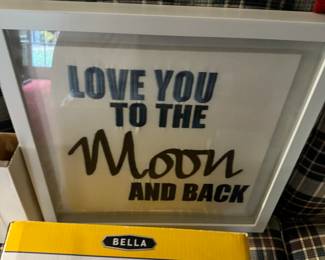 LOVE YOU
TO THE
Moon
AND BACK
BELLA